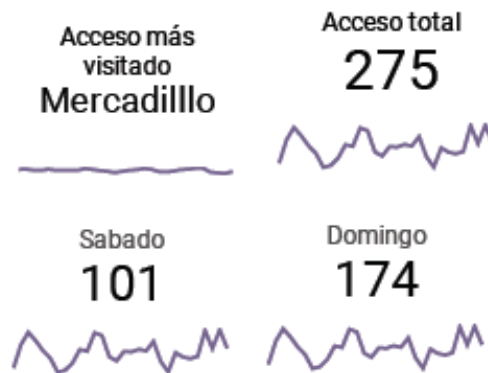 Acceso más
visitado
Mercadilllo
Acceso total
275
Sabado
101
Domingo
174